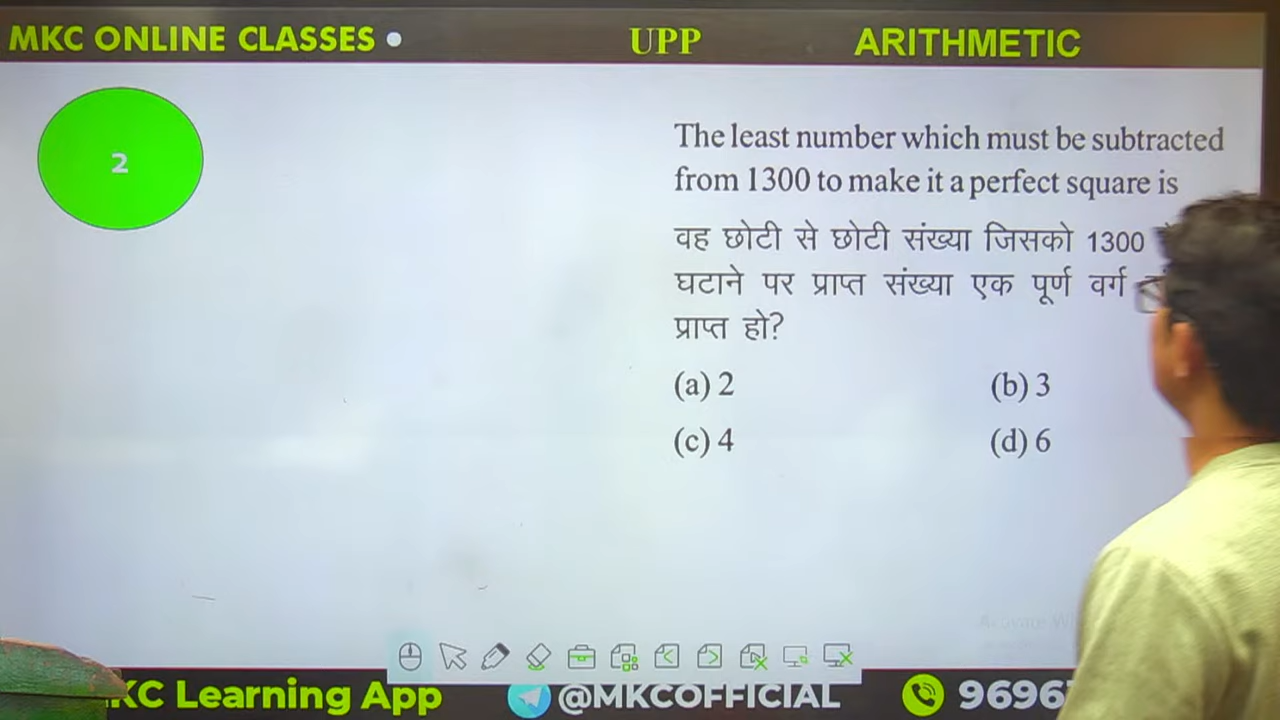 MKC ONLINE CLASSES UPP ARITHMETIC
2
The least number which must be subtracted
from 1300 to make it a perfect square is
वह छोटी से छोटी संख्या जिसको 1300
घटाने पर प्राप्त संख्या एक पूर्ण वर्ग
प्राप्त हो?
(a) 2 (b) 3
(c) 4 (d) 6
Activate
KC Learning App @MKCOFFICIAL 9696